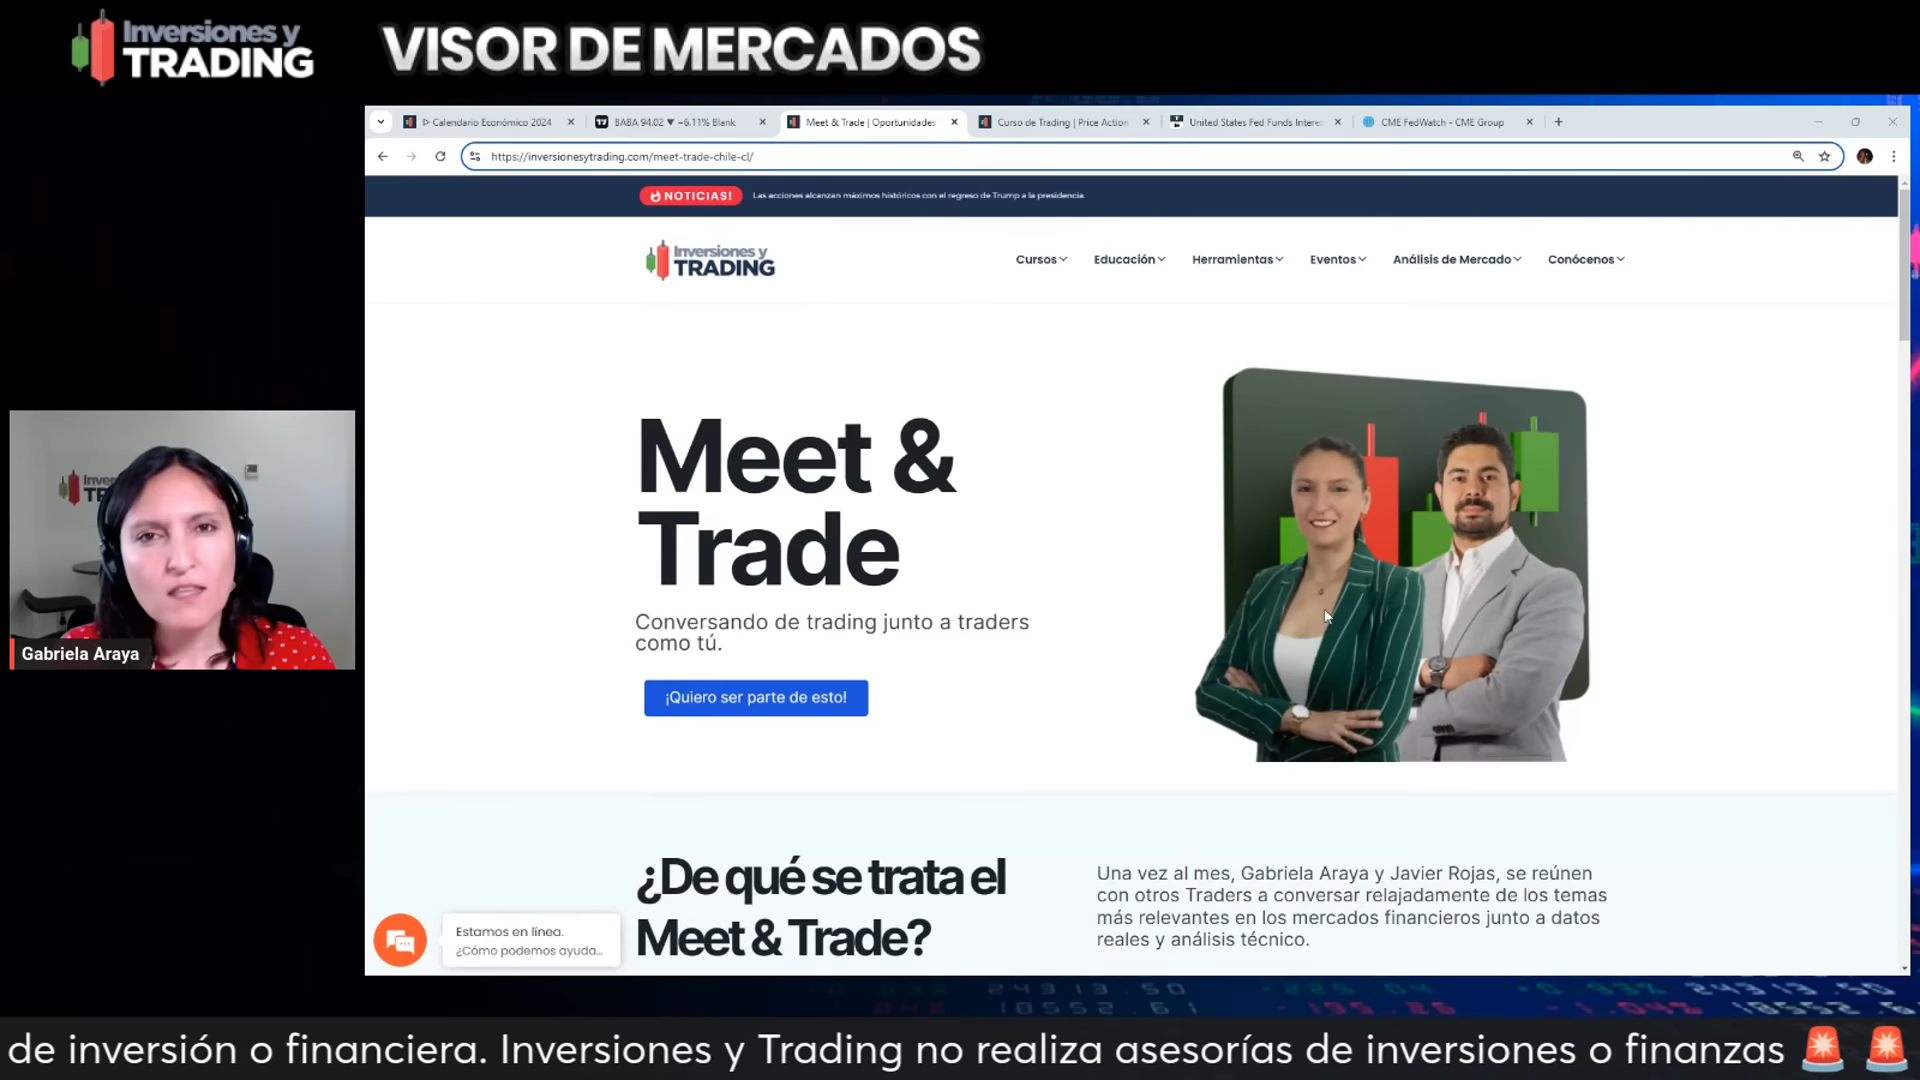 Inversiones y
TRADING
VISOR DE MERCADOS
▷ Calendario Económico 2024
BABA 94.02 ▼ −6.11% Blank
Meet & Trade | Oportunidades
Curso de Trading | Price Action
United States Fed Funds Intere
CME FedWatch - CME Group
https://inversionesytrading.com/meet-trade-chile-cl/
NOTICIAS!
Las acciones alcanzan máximos históricos con el regreso de Trump a la presidencia.
Inversiones y
TRADING
Cursos
Educación
Herramientas
Eventos
Análisis de Mercado
Conócenos
Meet &
Trade
Conversando de trading junto a traders
como tú.
¡Quiero ser parte de esto!
Gabriela Araya
¿De qué se trata el
Meet & Trade?
Una vez al mes, Gabriela Araya y Javier Rojas, se reúnen
con otros Traders a conversar relajadamente de los temas
más relevantes en los mercados financieros junto a datos
reales y análisis técnico.
Estamos en línea.
¿Cómo podemos ayuda...
de inversión o financiera. Inversiones y Trading no realiza asesorías de inversiones o finanzas 🚨 🚨